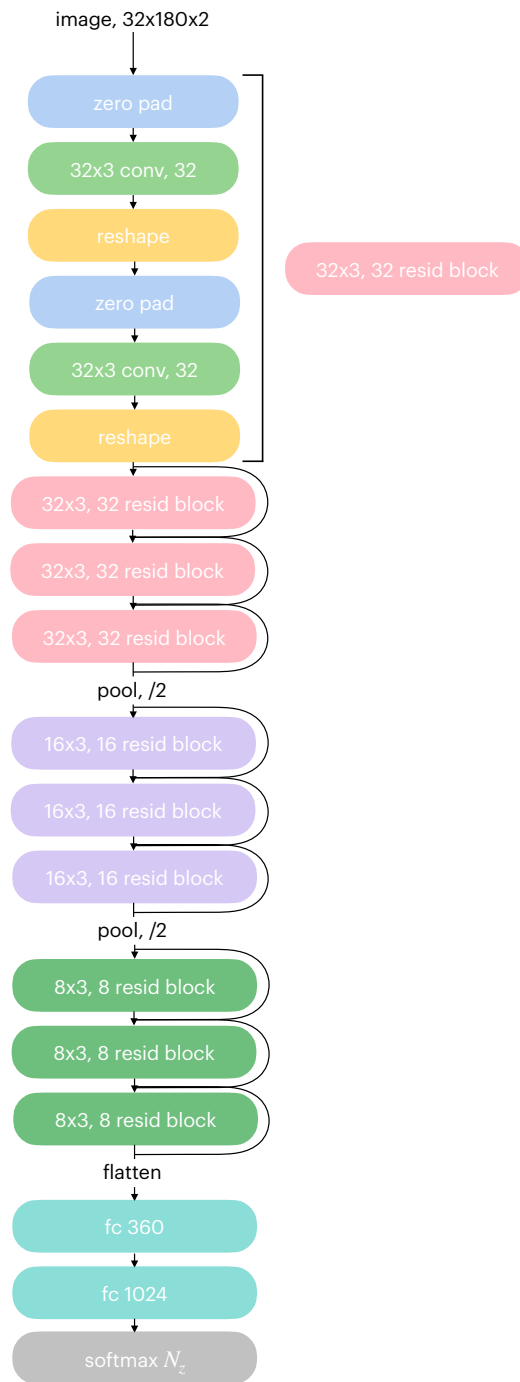 image, 32x180x2
zero pad
32x3 conv, 32
reshape
zero pad
32x3 conv, 32
reshape
32x3, 32 resid block
32x3, 32 resid block
32x3, 32 resid block
32x3, 32 resid block
pool, /2
16x3, 16 resid block
16x3, 16 resid block
16x3, 16 resid block
pool, /2
8x3, 8 resid block
8x3, 8 resid block
8x3, 8 resid block
flatten
fc 360
fc 1024
softmax N_z